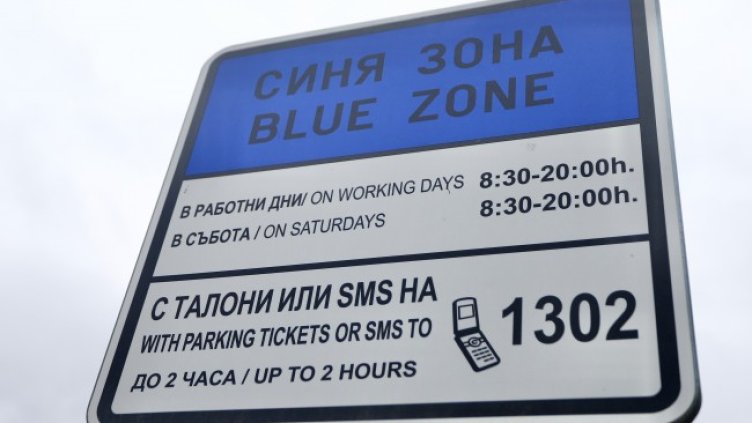 СИНЯ ЗОНА
BLUE ZONE
В РАБОТНИ ДНИ/ ON WORKING DAYS 8:30-20:00h.
В СЪБОТА / ON SATURDAYS 8:30-20:00h.
С ТАЛОНИ ИЛИ SMS НА
WITH PARKING TICKETS OR SMS TO 1302
ДО 2 ЧАСА / UP TO 2 HOURS